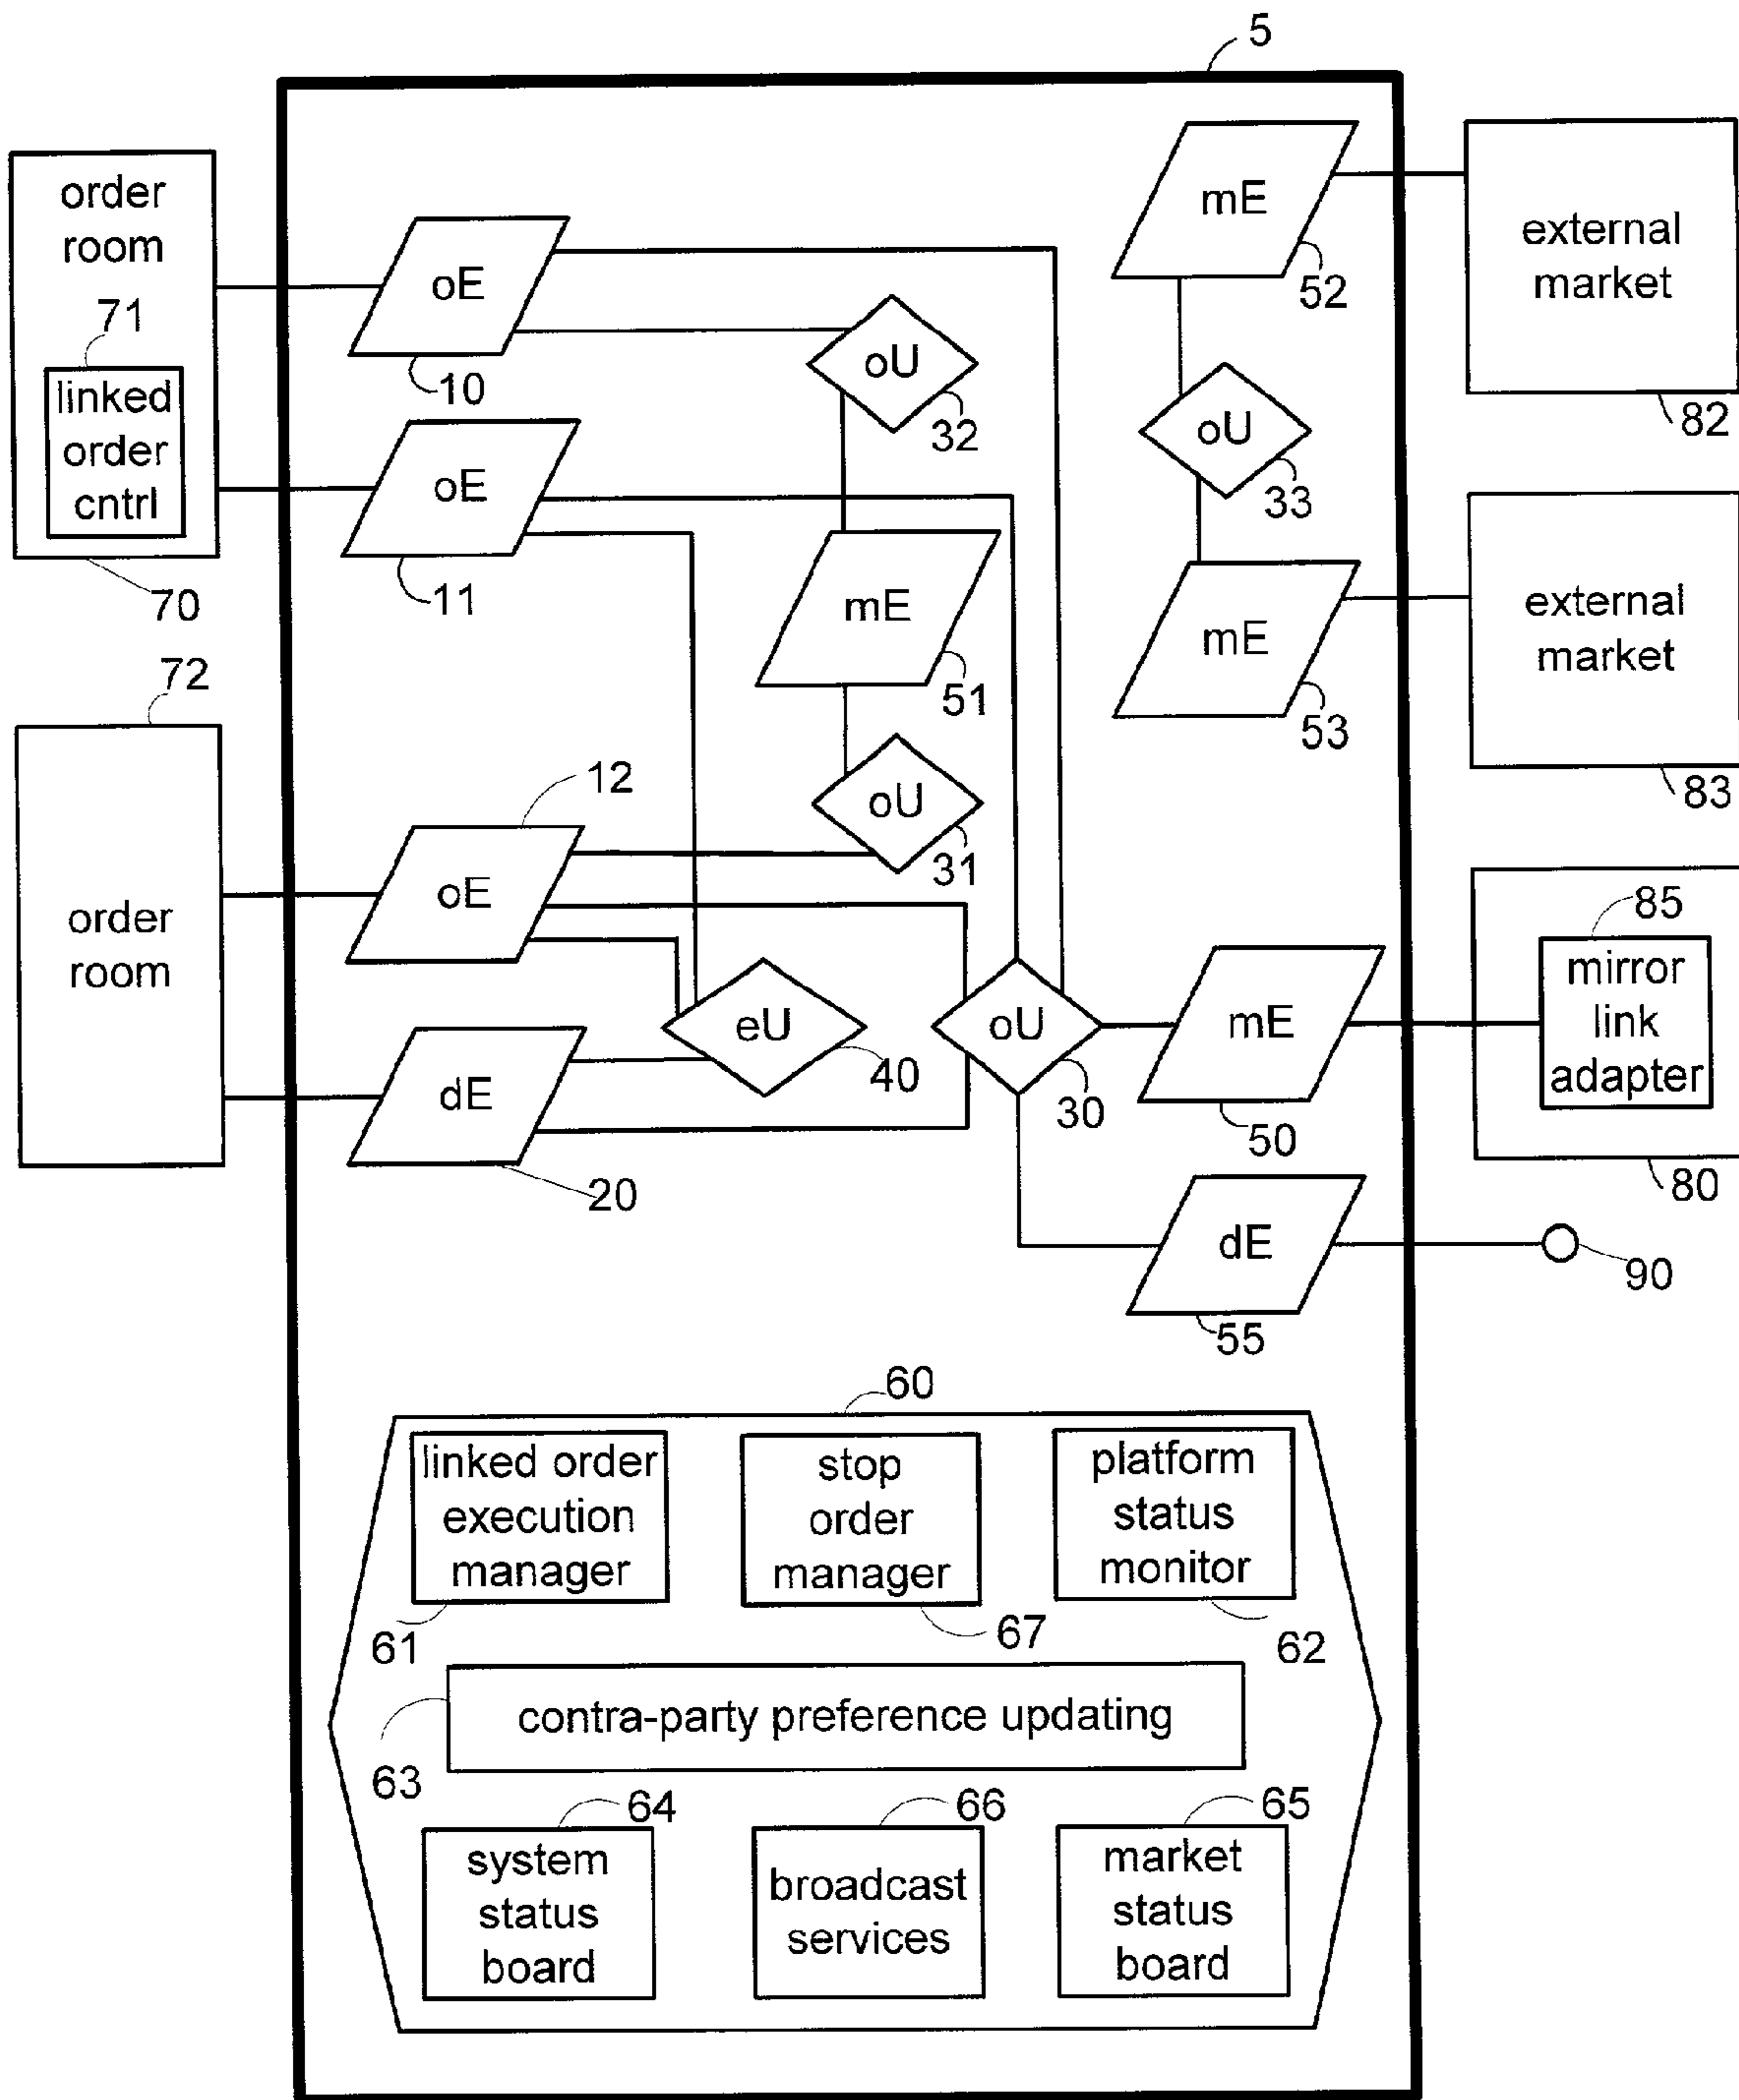 5
order
room
71
linked
order
cntrl
70
oE
10
oE
11
oU
32
mE
51
oU
31
mE
52
oU
33
mE
53
external
market
82
external
market
83
72
order
room
12
oE
dE
20
eU
40
oU
30
mE
50
85
mirror
link
adapter
80
dE
55
90
60
linked order
execution
manager
61
stop
order
manager
67
platform
status
monitor
62
contra-party preference updating
63
64
system
status
board
66
broadcast
services
65
market
status
board